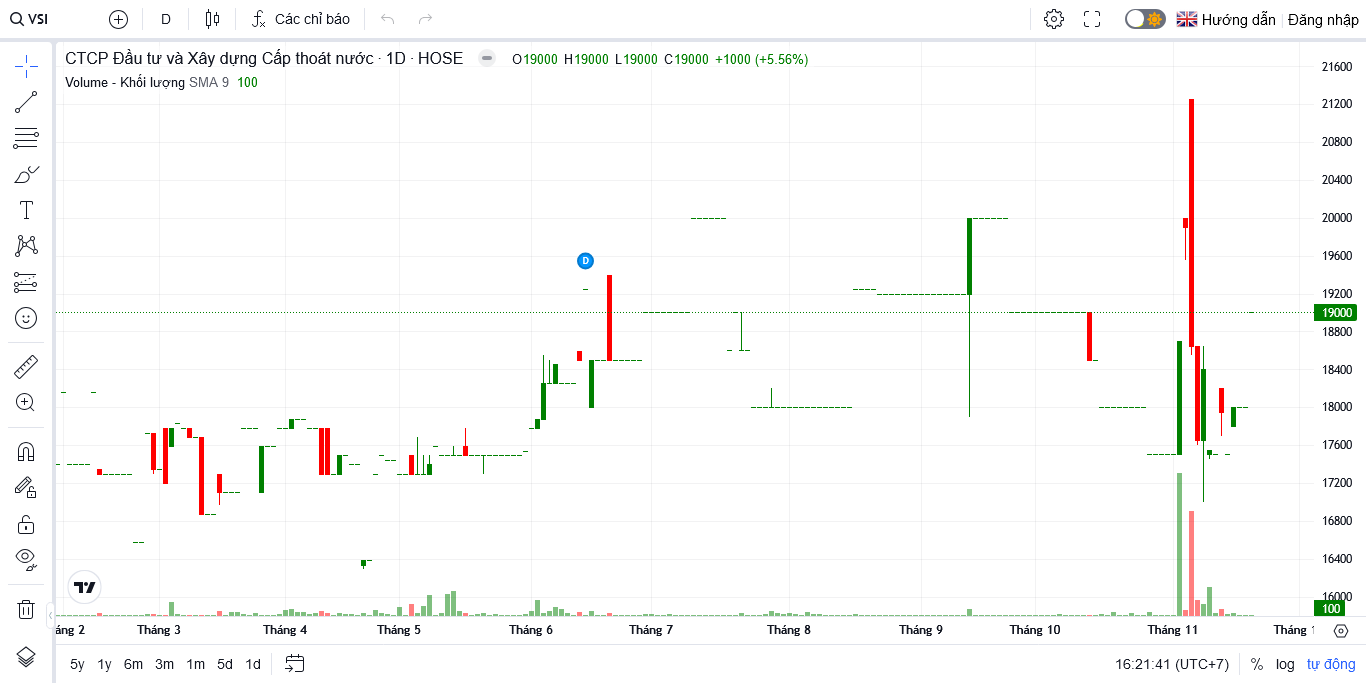 VSI D Các chỉ báo Hướng dẫn Đăng nhập
CTCP Đầu tư và Xây dựng Cấp thoát nước · 1D · HOSE O19000 H19000 L19000 C19000 +1000 (+5.56%)
Volume - Khối lượng SMA 9 100
D
21600
21200
20800
20400
20000
19600
19200
19000
18800
18400
18000
17600
17200
16800
16400
16000
100
áng 2 Tháng 3 Tháng 4 Tháng 5 Tháng 6 Tháng 7 Tháng 8 Tháng 9 Tháng 10 Tháng 11 Tháng 1
5y 1y 6m 3m 1m 5d 1d 16:21:41 (UTC+7) % log tự động